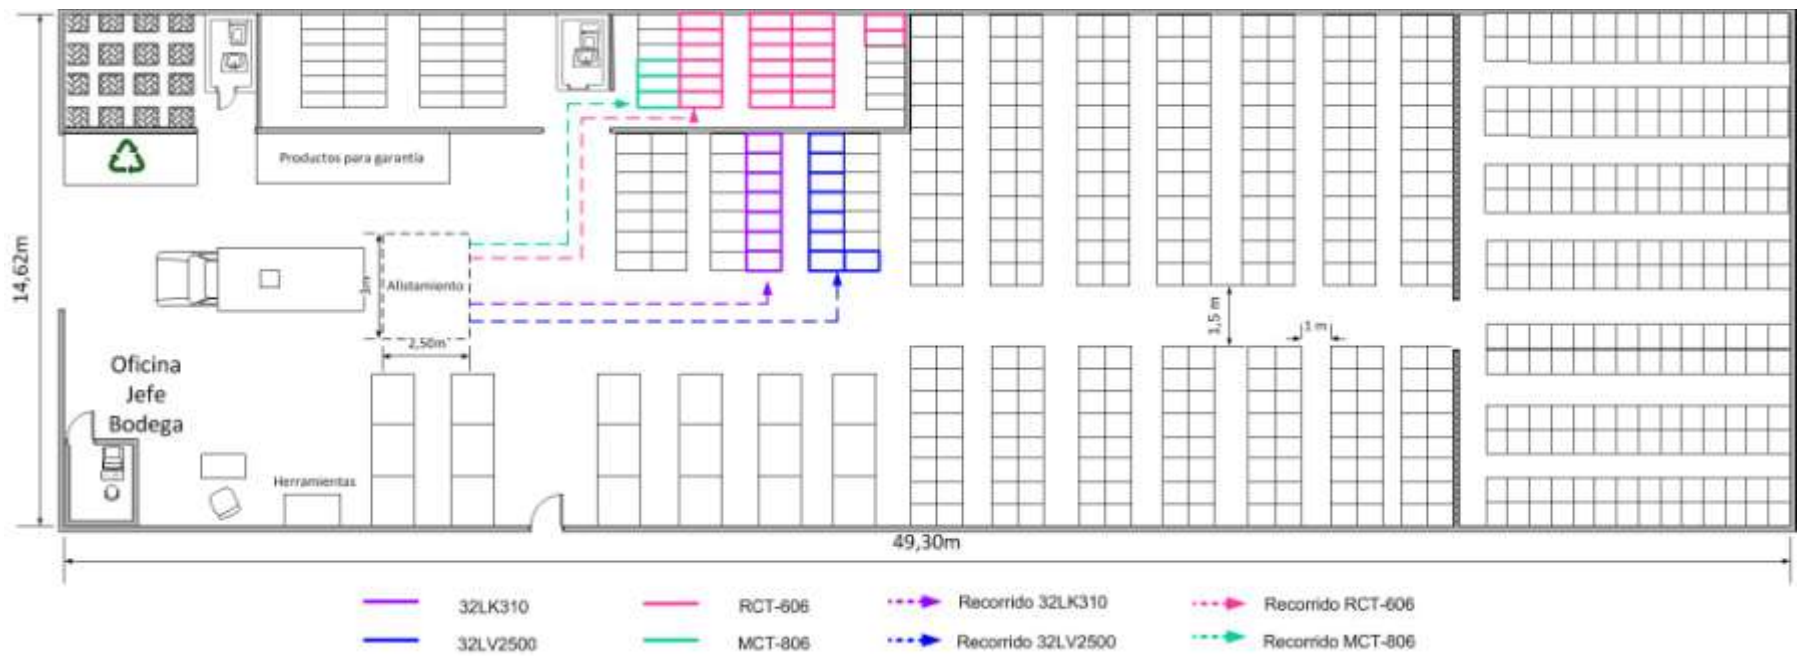 Productos para garantía
14,62m
3m
Alistamiento
2,50m
1,5 m
1 m
Oficina
Jefe
Bodega
Herramientas
49,30m
32LK310
RCT-606
Recorrido 32LK310
Recorrido RCT-606
32LV2500
MCT-806
Recorrido 32LV2500
Recorrido MCT-806